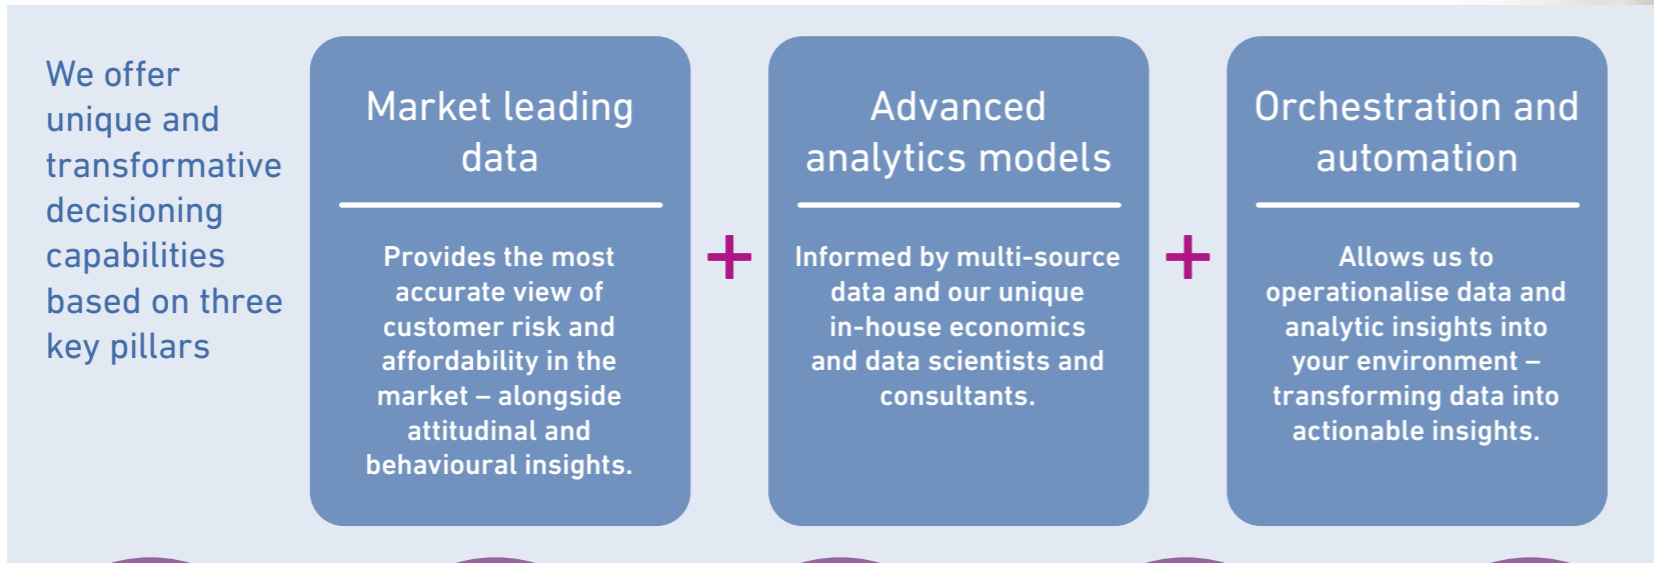 We offer
unique and
transformative
decisioning
capabilities
based on three
key pillars
Market leading
data
Provides the most
accurate view of
customer risk and
affordability in the
market – alongside
attitudinal and
behavioural insights.
+
Advanced
analytics models
Informed by multi-source
data and our unique
in-house economics
and data scientists and
consultants.
+
Orchestration and
automation
Allows us to
operationalise data and
analytic insights into
your environment –
transforming data into
actionable insights.